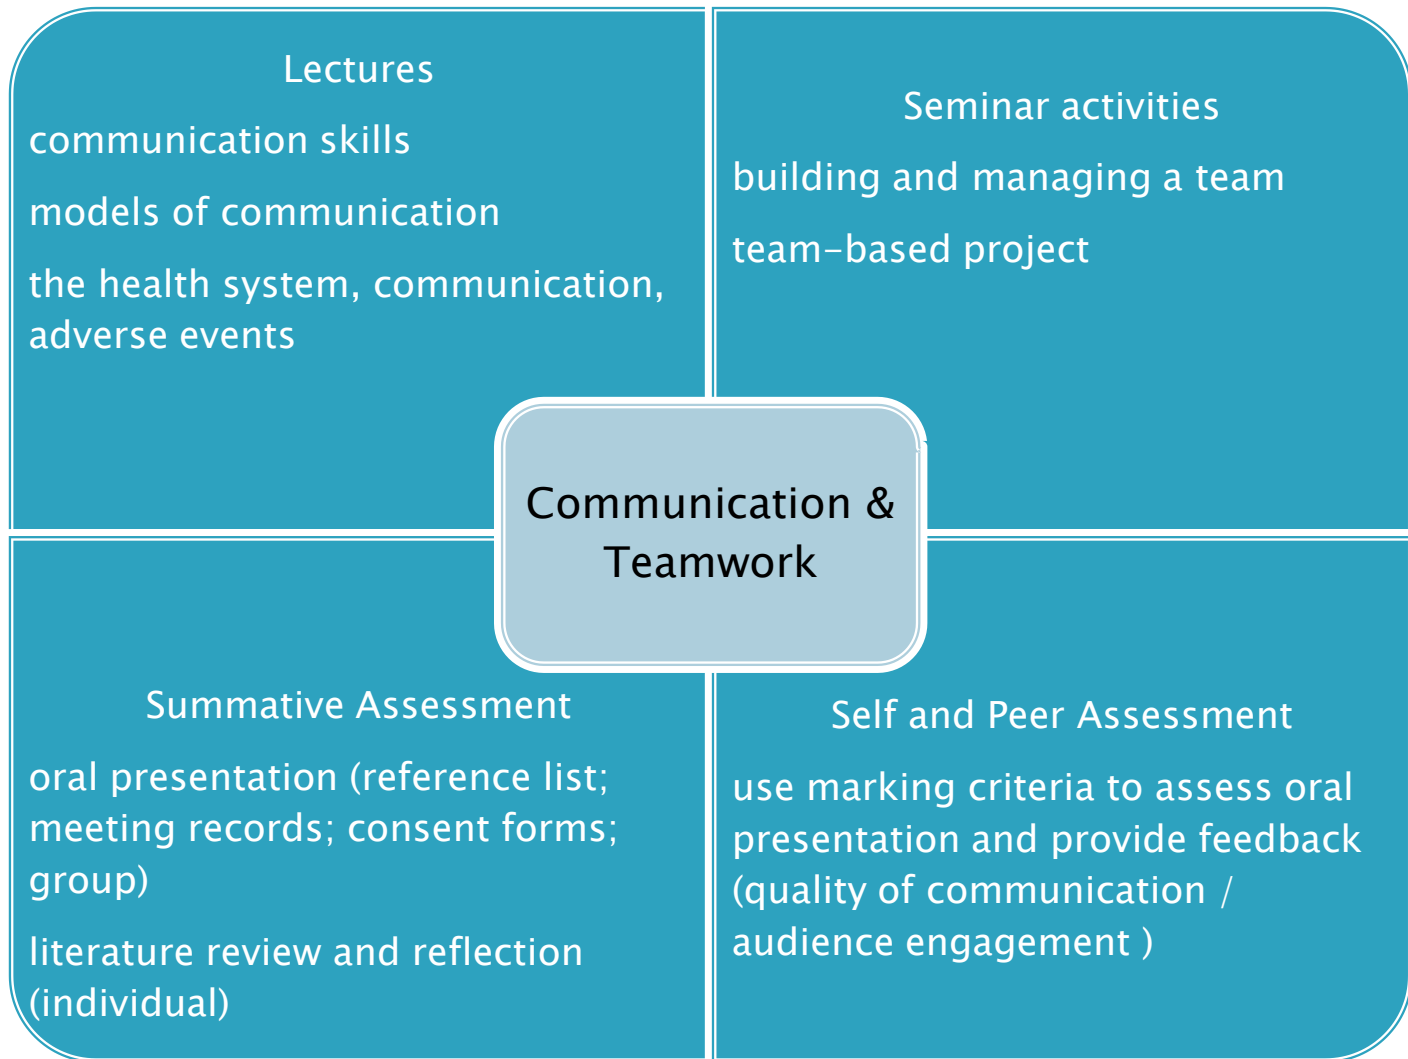 Lectures
communication skills
models of communication
the health system, communication,
adverse events
Seminar activities
building and managing a team
team-based project
Communication &
Teamwork
Summative Assessment
oral presentation (reference list;
meeting records; consent forms;
group)
literature review and reflection
(individual)
Self and Peer Assessment
use marking criteria to assess oral
presentation and provide feedback
(quality of communication /
audience engagement )